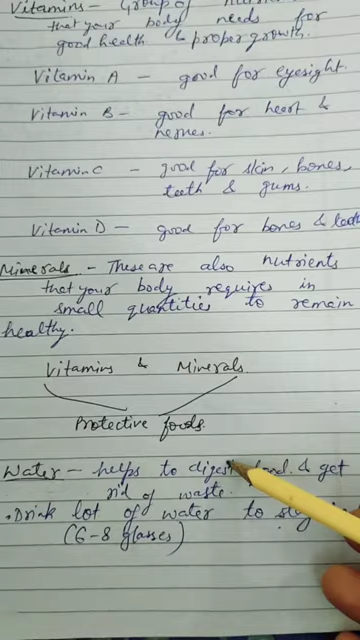 Vitamins - Group of
that your body needs for
good health & proper growth.
Vitamin A - good for eyesight.
Vitamin B - good for heart &
nerves.
Vitamin C - good for skin, bones,
teeth & gums.
Vitamin D - good for bones & teeth
Minerals - These are also nutrients
that your body requires in
small quantities to remain
healthy.
Vitamins & Minerals
Protective foods.
Water - helps to digest & get
rid of waste.
• Drink lot of water to
(6-8 glasses)